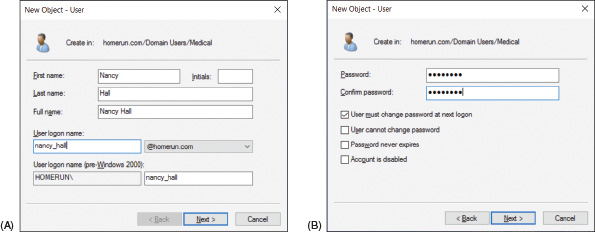 New Object - User
Create in: homerun.com/Domain Users/Medical
First name: Nancy Initials:
Last name: Hall
Full name: Nancy Hall
User logon name:
nancy_hall @homerun.com
User logon name (pre-Windows 2000):
HOMERUN\ nancy_hall
< Back Next > Cancel
(A)
New Object - User
Create in: homerun.com/Domain Users/Medical
Password: ●●●●●●●●
Confirm password: ●●●●●●●●
User must change password at next logon
User cannot change password
Password never expires
Account is disabled
< Back Next > Cancel
(B)